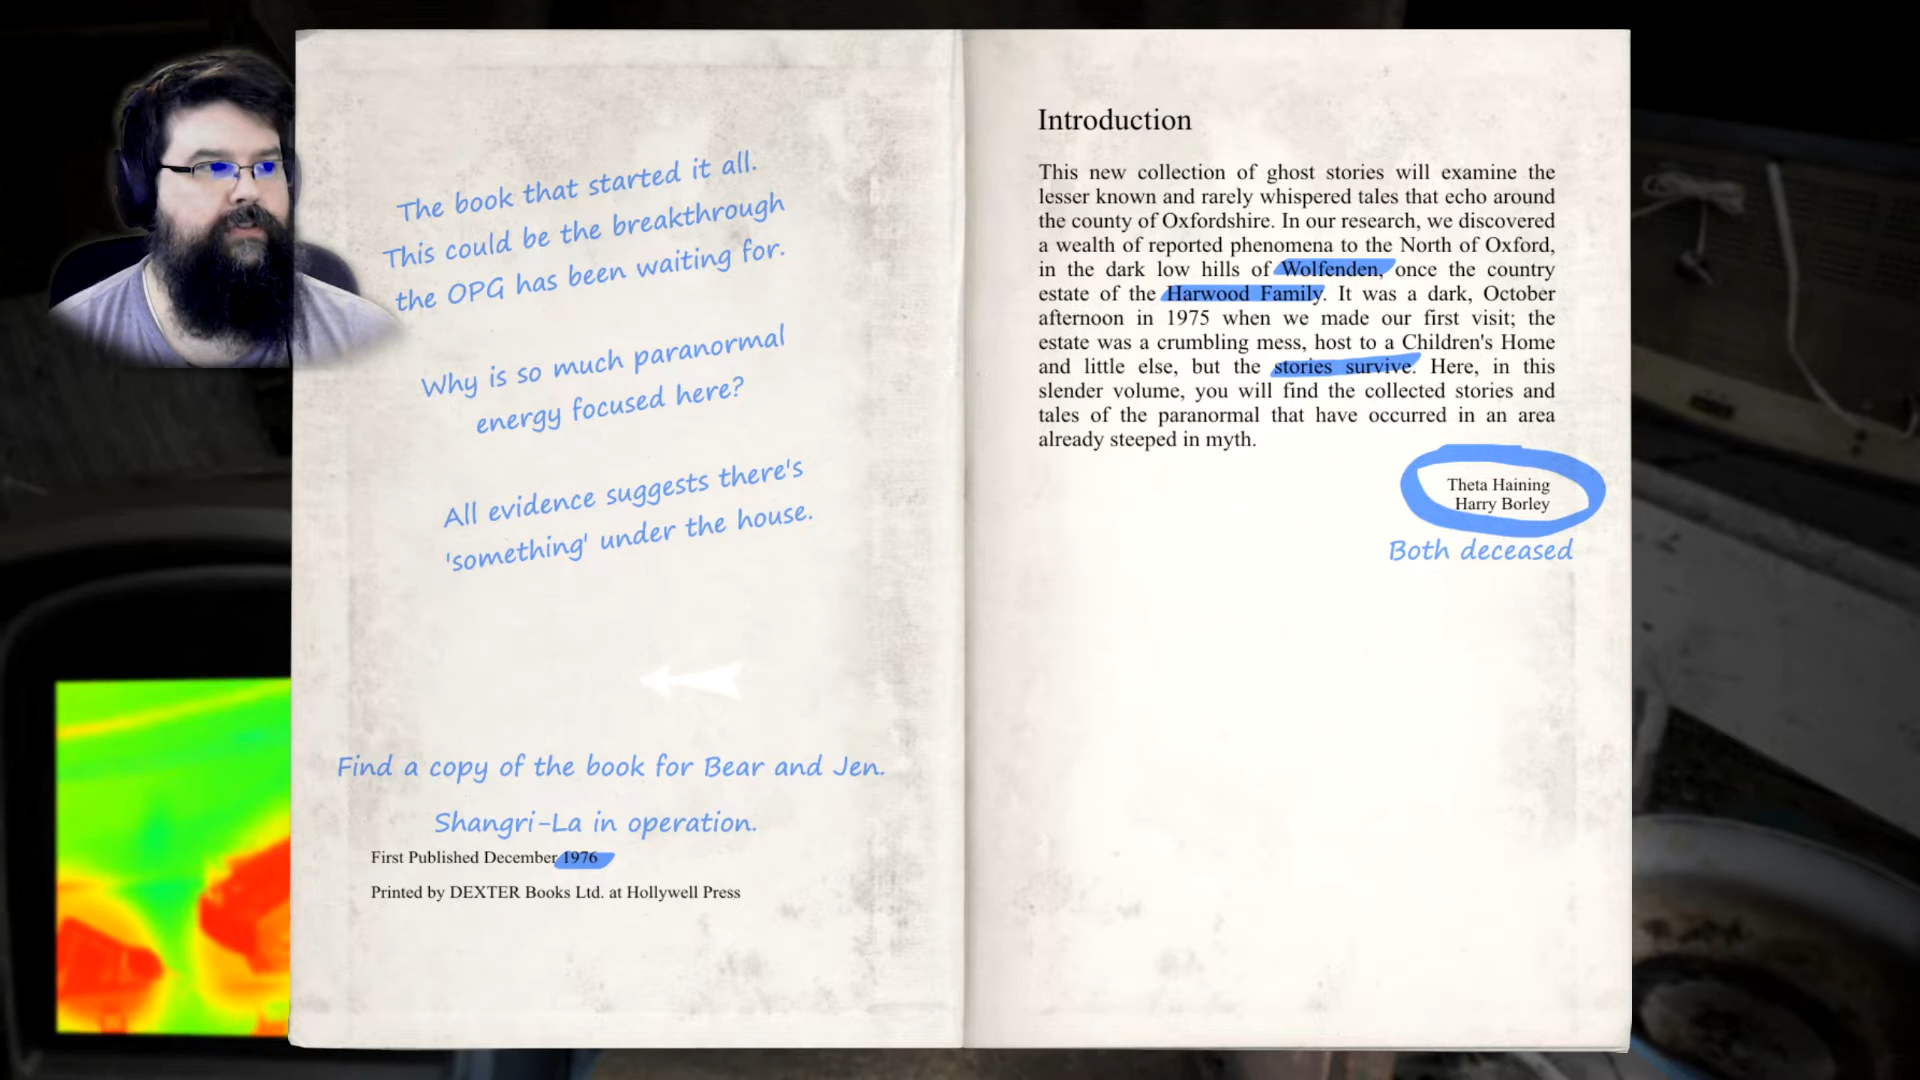 The book that started it all.
This could be the breakthrough
the OPG has been waiting for.
Why is so much paranormal
energy focused here?
All evidence suggests there's
'something' under the house.
Find a copy of the book for Bear and Jen.
Shangri-La in operation.
First Published December 1976
Printed by DEXTER Books Ltd. at Hollywell Press
Introduction
This new collection of ghost stories will examine the
lesser known and rarely whispered tales that echo around
the county of Oxfordshire. In our research, we discovered
a wealth of reported phenomena to the North of Oxford,
in the dark low hills of Wolfenden, once the country
estate of the Harwood Family. It was a dark, October
afternoon in 1975 when we made our first visit; the
estate was a crumbling mess, host to a Children's Home
and little else, but the stories survive. Here, in this
slender volume, you will find the collected stories and
tales of the paranormal that have occurred in an area
already steeped in myth.
Theta Haining
Harry Borley
Both deceased